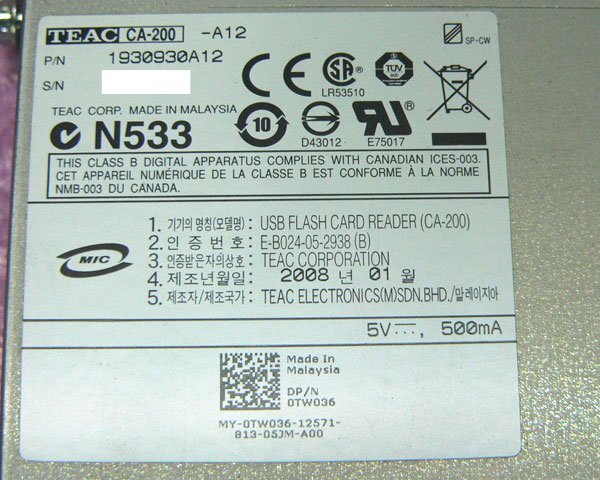 TEAC CA-200 -A12
P/N 1930930A12
S/N
SP-CW
CE
SA
LR53510
TÜV
TEAC CORP. MADE IN MALAYSIA
N533
10
D43012
E75017
THIS CLASS B DIGITAL APPARATUS COMPLIES WITH CANADIAN ICES-003.
CET APPAREIL NUMÉRIQUE DE LA CLASSE B EST CONFORME À LA NORME
NMB-003 DU CANADA.
MIC
1. 기기의 명칭(모델명): USB FLASH CARD READER (CA-200)
2. 인 증 번 호: E-B024-05-2938 (B)
3. 인증받은자의상호: TEAC CORPORATION
4. 제조년월일: 2008 년 01 월
5. 제조자/제조국가: TEAC ELECTRONICS(M)SDN.BHD./말레이지아
5V⎓, 500mA
Made In
Malaysia
DP/N
0TW036
MY-0TW036-12571-
813-05JM-A00